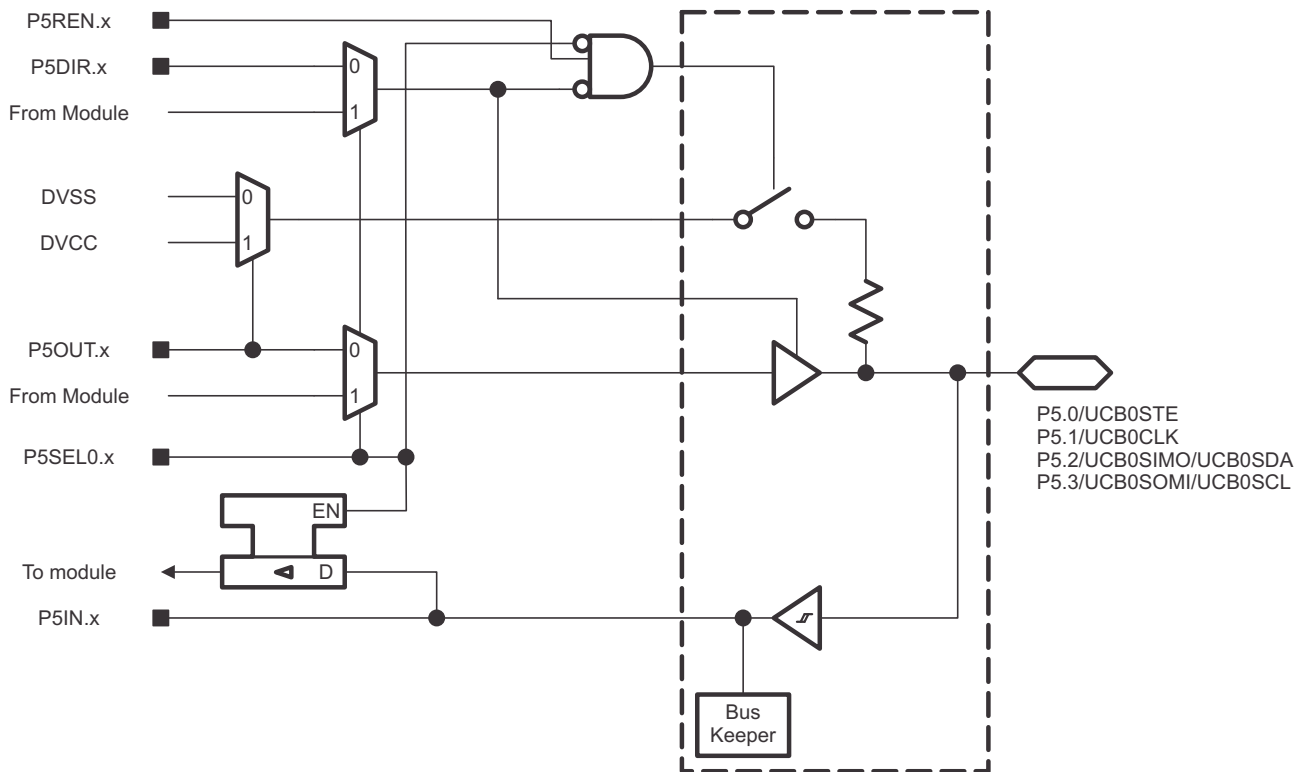 P5REN.x
P5DIR.x
0
From Module
1
DVSS
0
DVCC
1
P5OUT.x
0
From Module
1
P5.0/UCB0STE
P5.1/UCB0CLK
P5.2/UCB0SIMO/UCB0SDA
P5.3/UCB0SOMI/UCB0SCL
P5SEL0.x
EN
To module
D
P5IN.x
Bus
Keeper